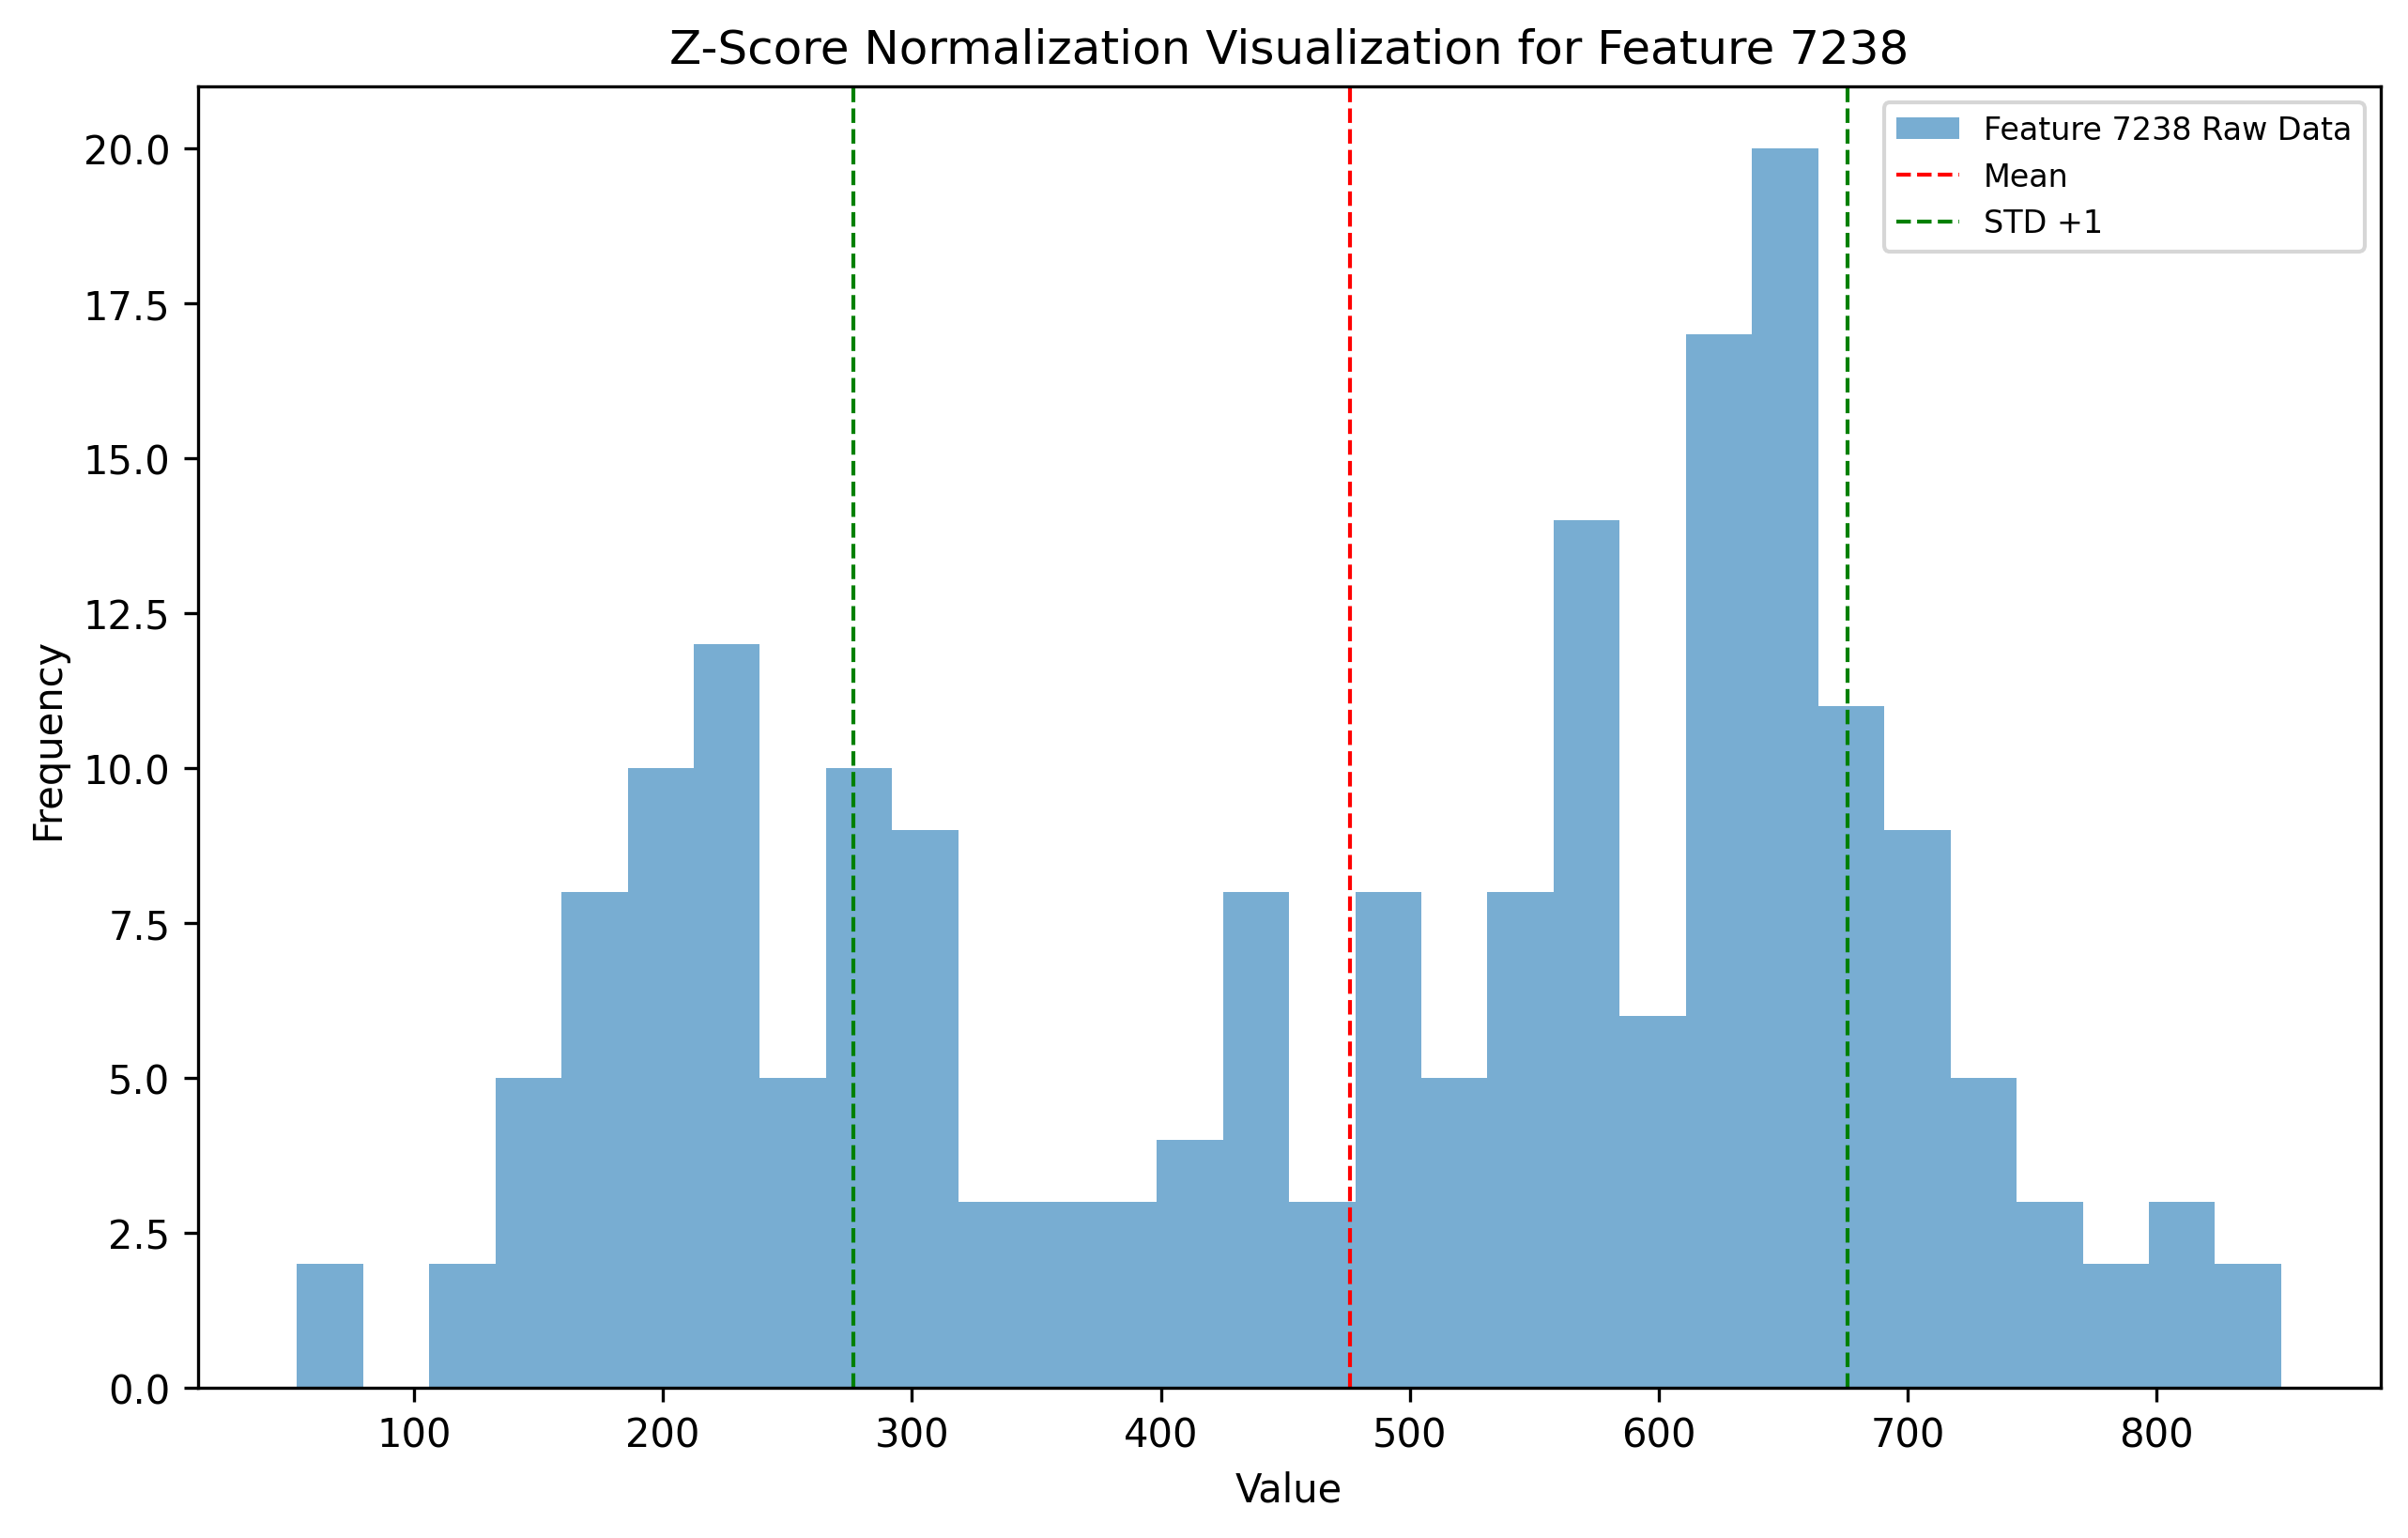 Z-Score Normalization Visualization for Feature 7238
Feature 7238 Raw Data
Mean
STD +1
Frequency
20.0
17.5
15.0
12.5
10.0
7.5
5.0
2.5
0.0
100 200 300 400 500 600 700 800
Value